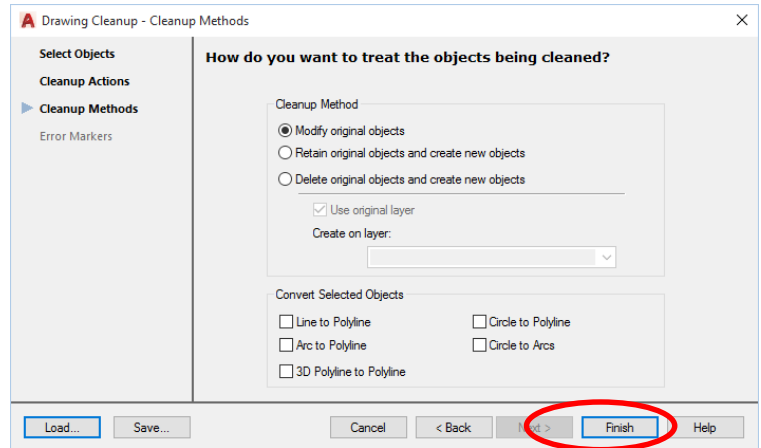 Drawing Cleanup - Cleanup Methods
Select Objects
Cleanup Actions
Cleanup Methods
Error Markers
How do you want to treat the objects being cleaned?
Cleanup Method
Modify original objects
Retain original objects and create new objects
Delete original objects and create new objects
Use original layer
Create on layer:
Convert Selected Objects
Line to Polyline
Circle to Polyline
Arc to Polyline
Circle to Arcs
3D Polyline to Polyline
Load... Save... Cancel < Back Next > Finish Help